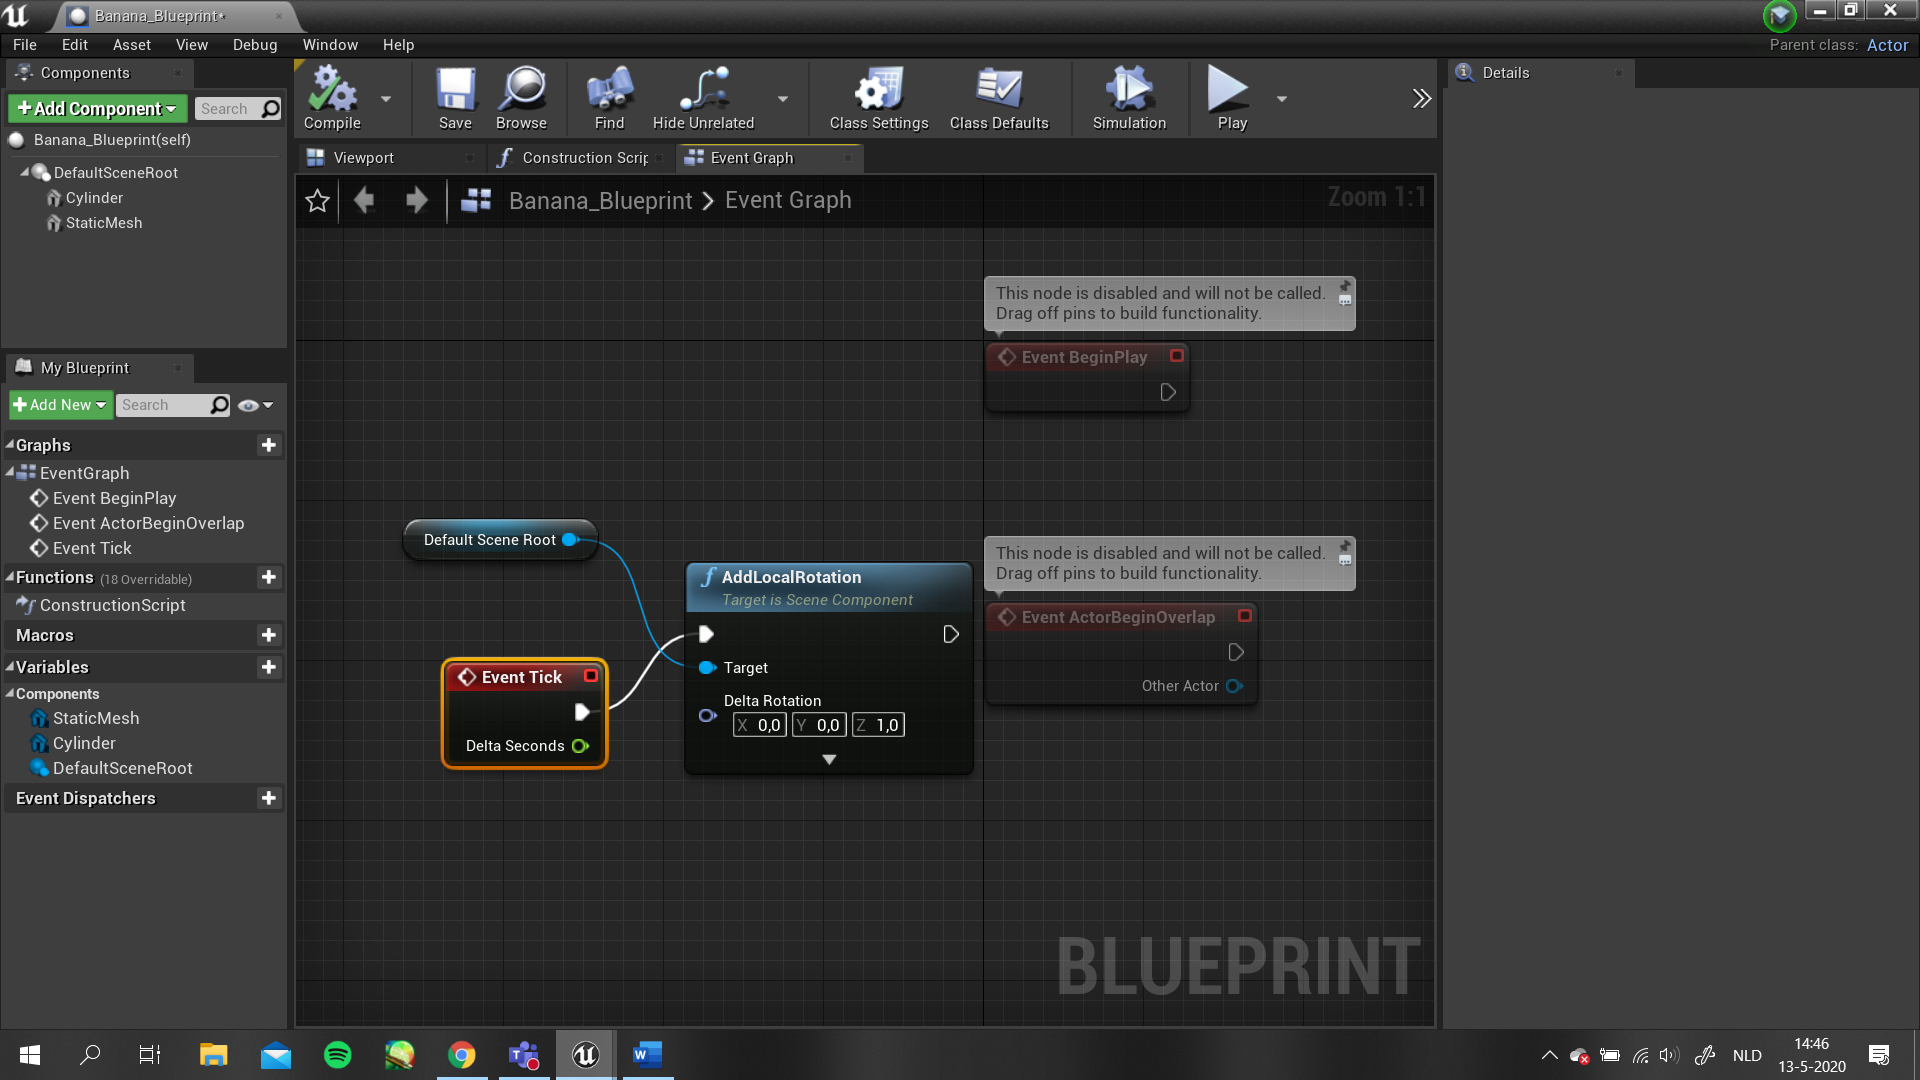 Banana_Blueprint*
File Edit Asset View Debug Window Help
Parent class: Actor
Components
+Add Component
Search
Banana_Blueprint(self)
DefaultSceneRoot
Cylinder
StaticMesh
My Blueprint
+Add New
Search
Graphs
EventGraph
Event BeginPlay
Event ActorBeginOverlap
Event Tick
Functions (18 Overridable)
ConstructionScript
Macros
Variables
Components
StaticMesh
Cylinder
DefaultSceneRoot
Event Dispatchers
Compile
Save
Browse
Find
Hide Unrelated
Class Settings
Class Defaults
Simulation
Play
Viewport
Construction Scrip
Event Graph
Banana_Blueprint > Event Graph
Zoom 1:1
This node is disabled and will not be called.
Drag off pins to build functionality.
Event BeginPlay
Default Scene Root
AddLocalRotation
Target is Scene Component
Target
Delta Rotation
X 0,0 Y 0,0 Z 1,0
Event Tick
Delta Seconds
This node is disabled and will not be called.
Drag off pins to build functionality.
Event ActorBeginOverlap
Other Actor
BLUEPRINT
Details
NLD
14:46
13-5-2020